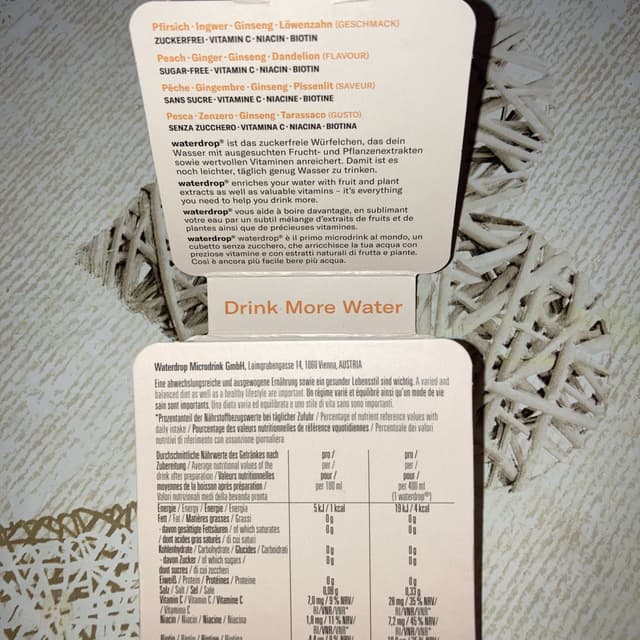 Pfirsich · Ingwer · Ginseng · Löwenzahn (GESCHMACK)
ZUCKERFREI · VITAMIN C · NIACIN · BIOTIN
Peach · Ginger · Ginseng · Dandelion (FLAVOUR)
SUGAR-FREE · VITAMIN C · NIACIN · BIOTIN
Pêche · Gingembre · Ginseng · Pissenlit (SAVEUR)
SANS SUCRE · VITAMINE C · NIACINE · BIOTINE
Pesca · Zenzero · Ginseng · Tarassaco (GUSTO)
SENZA ZUCCHERO · VITAMINA C · NIACINA · BIOTINA
waterdrop® ist das zuckerfreie Würfelchen, das dein
Wasser mit ausgesuchten Frucht- und Pflanzenextrakten
sowie wertvollen Vitaminen anreichert. Damit ist es
noch leichter, täglich genug Wasser zu trinken.
waterdrop® enriches your water with fruit and plant
extracts as well as valuable vitamins – it's everything
you need to help you drink more.
waterdrop® vous aide à boire davantage, en sublimant
votre eau par un subtil mélange d'extraits de fruits et de
plantes ainsi que de précieuses vitamines.
waterdrop® waterdrop® è il primo microdrink al mondo, un
cubetto senza zucchero, che arricchisce la tua acqua con
preziose vitamine e con estratti naturali di frutta e piante.
Così è ancora più facile bere più acqua.
Drink More Water
Waterdrop Microdrink GmbH, Laimgrubengasse 14, 1060 Vienna, AUSTRIA
Eine abwechslungsreiche und ausgewogene Ernährung sowie ein gesunder Lebensstil sind wichtig. A varied and
balanced diet as well as a healthy lifestyle are important. Un régime varié et équilibré ainsi qu'un mode de vie
sain sont importants. Una dieta varia ed equilibrata e uno stile di vita sano sono importanti.
*Prozentanteil der Nährstoffbezugswerte bei täglicher Zufuhr / Percentage of nutrient reference values with
daily intake / Pourcentage des valeurs nutritionnelles de référence quotidiennes / Percentuale dei valori
nutritivi di riferimento con assunzione giornaliera
Durchschnittliche Nährwerte des Getränkes nach pro / pro /
Zubereitung / Average nutritional values of the per / per /
drink after preparation / Valeurs nutritionnelles pour / pour /
moyennes de la boisson après préparation / per 100 ml per 400 ml
Valori nutrizionali medi della bevanda pronta (1 waterdrop®)
Energie / Energy / Energie / Energia 5 kJ / 1 kcal 19 kJ / 4 kcal
Fett / Fat / Matières grasses / Grassi 0 g 0 g
-davon gesättigte Fettsäuren / of which saturates 0 g 0 g
/ dont acides gras saturés / di cui saturi
Kohlenhydrate / Carbohydrate / Glucides / Carboidrati 0 g 0 g
-davon Zucker / of which sugars / 0 g 0 g
dont sucres / di cui zuccheri
Eiweiß / Protein / Protéines / Proteine 0 g 0 g
Salz / Salt / Sel / Sale 0,08 g 0,33 g
Vitamin C / Vitamin C / Vitamine C 7,0 mg / 9 % NRV/ 28 mg / 35 % NRV/
/ Vitamina C RI/VNR/VNR* RI/VNR/VNR*
Niacin / Niacin / Niacine / Niacina 1,8 mg / 11 % NRV/ 7,2 mg / 45 % NRV/
RI/VNR/VNR* RI/VNR/VNR*